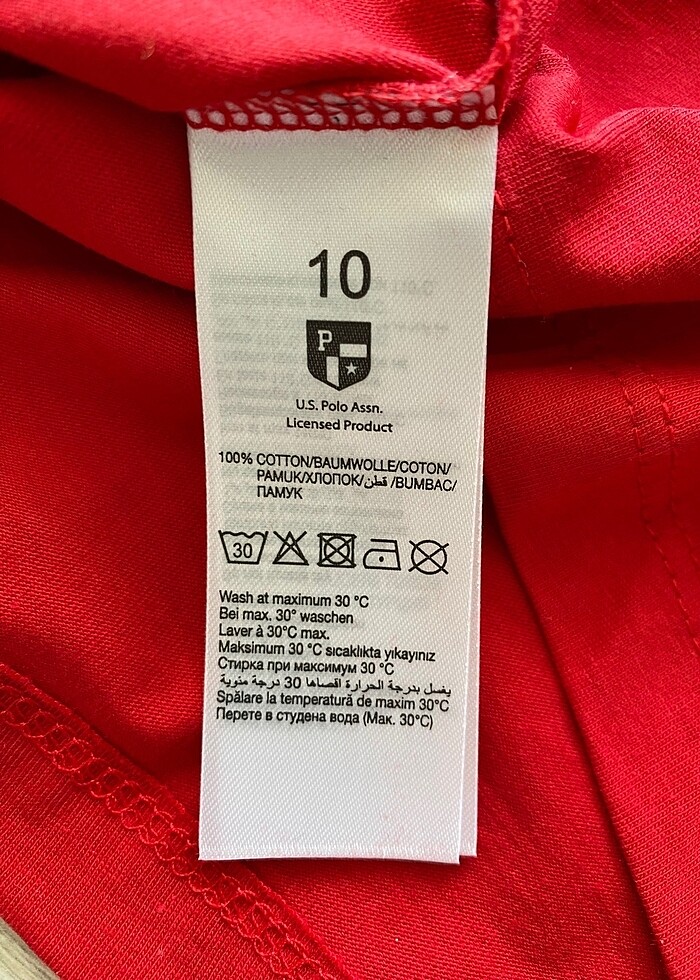 10
P
U.S. Polo Assn.
Licensed Product
100% COTTON/BAUMWOLLE/COTON/
PAMUK/ХЛОПОК/قطن /BUMBAC/
ПАМУК
30
Wash at maximum 30 °C
Bei max. 30° waschen
Laver à 30°C max.
Maksimum 30 °C sıcaklıkta yıkayınız
Стирка при максимум 30 °C
يغسل بدرجة الحرارة اقصاها 30 درجة مئوية
Spălare la temperatură de maxim 30°C
Перете в студена вода (Мак. 30°C)